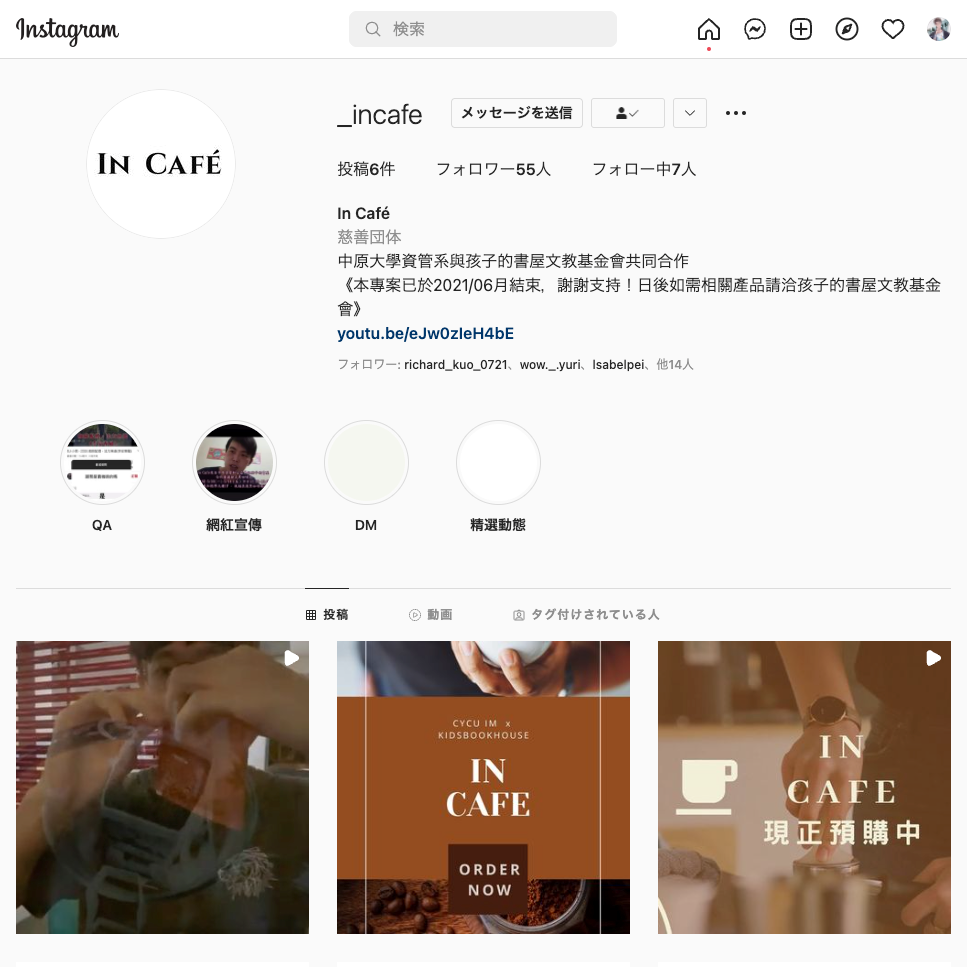 Instagram
検索
IN CAFÉ
_incafe
メッセージを送信
投稿6件 フォロワー55人 フォロー中7人
In Café
慈善団体
中原大學資管系與孩子的書屋文教基金會共同合作
《本專案已於2021/06月結束，謝謝支持！日後如需相關產品請洽孩子的書屋文教基金
會》
youtu.be/eJw0zIeH4bE
フォロワー: richard_kuo_0721、wow._.yuri、lsabelpei、他14人
QA 網紅宣傳 DM 精選動態
投稿 動画 タグ付けされている人
CYCU IM x
KIDSBOOKHOUSE
IN
CAFE
ORDER
NOW
IN
CAFE
現正預購中